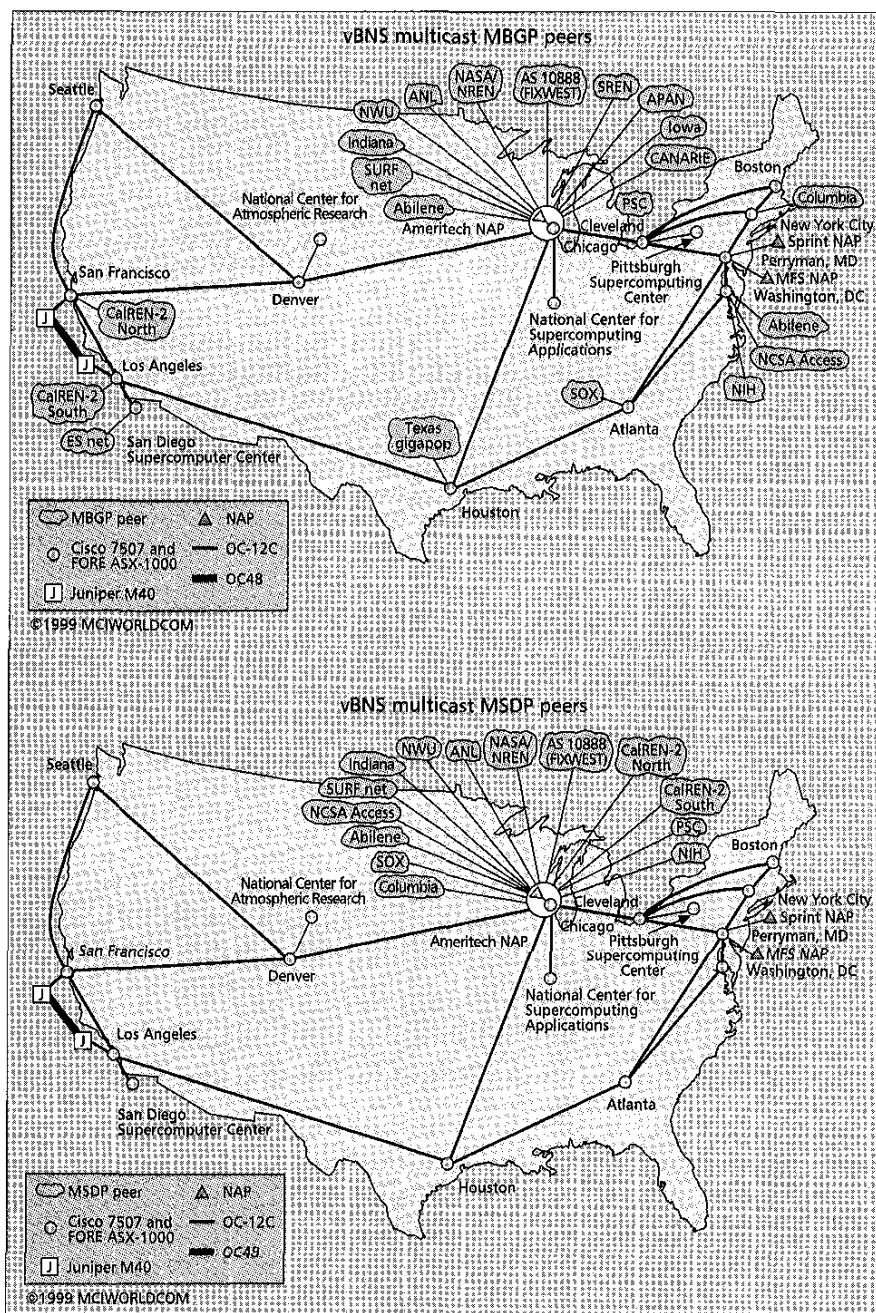 vBNS multicast MBGP peers
Seattle
NWU
ANL
NASA/
NREN
AS 10888
(FIXWEST)
SREN
APAN
Iowa
CANARIE
Indiana
SURF
net
Abilene
PSC
Boston
Columbia
National Center for
Atmospheric Research
Ameritech NAP
Cleveland
Chicago
New York City
Sprint NAP
Perryman, MD
MFS NAP
Washington, DC
Pittsburgh
Supercomputing
Center
San Francisco
Denver
CalREN-2
North
J
J
Los Angeles
National Center for
Supercomputing
Applications
Abilene
NCSA Access
NIH
CalREN-2
South
ES net
San Diego
Supercomputer Center
Texas
gigapop
SOX
Atlanta
Houston
MBGP peer
NAP
Cisco 7507 and
FORE ASX-1000
OC-12C
OC48
J Juniper M40
©1999 MCIWORLDCOM
vBNS multicast MSDP peers
Seattle
Indiana
NWU
ANL
NASA/
NREN
AS 10888
(FIXWEST)
CalREN-2
North
SURF net
NCSA Access
Abilene
SOX
Columbia
CalREN-2
South
PSC
NIH
Boston
National Center for
Atmospheric Research
Ameritech NAP
Cleveland
Chicago
New York City
Sprint NAP
Perryman, MD
MFS NAP
Washington, DC
Pittsburgh
Supercomputing
Center
San Francisco
Denver
J
J
Los Angeles
National Center for
Supercomputing
Applications
San Diego
Supercomputer Center
Atlanta
Houston
MSDP peer
NAP
Cisco 7507 and
FORE ASX-1000
OC-12C
OC49
J Juniper M40
©1999 MCIWORLDCOM